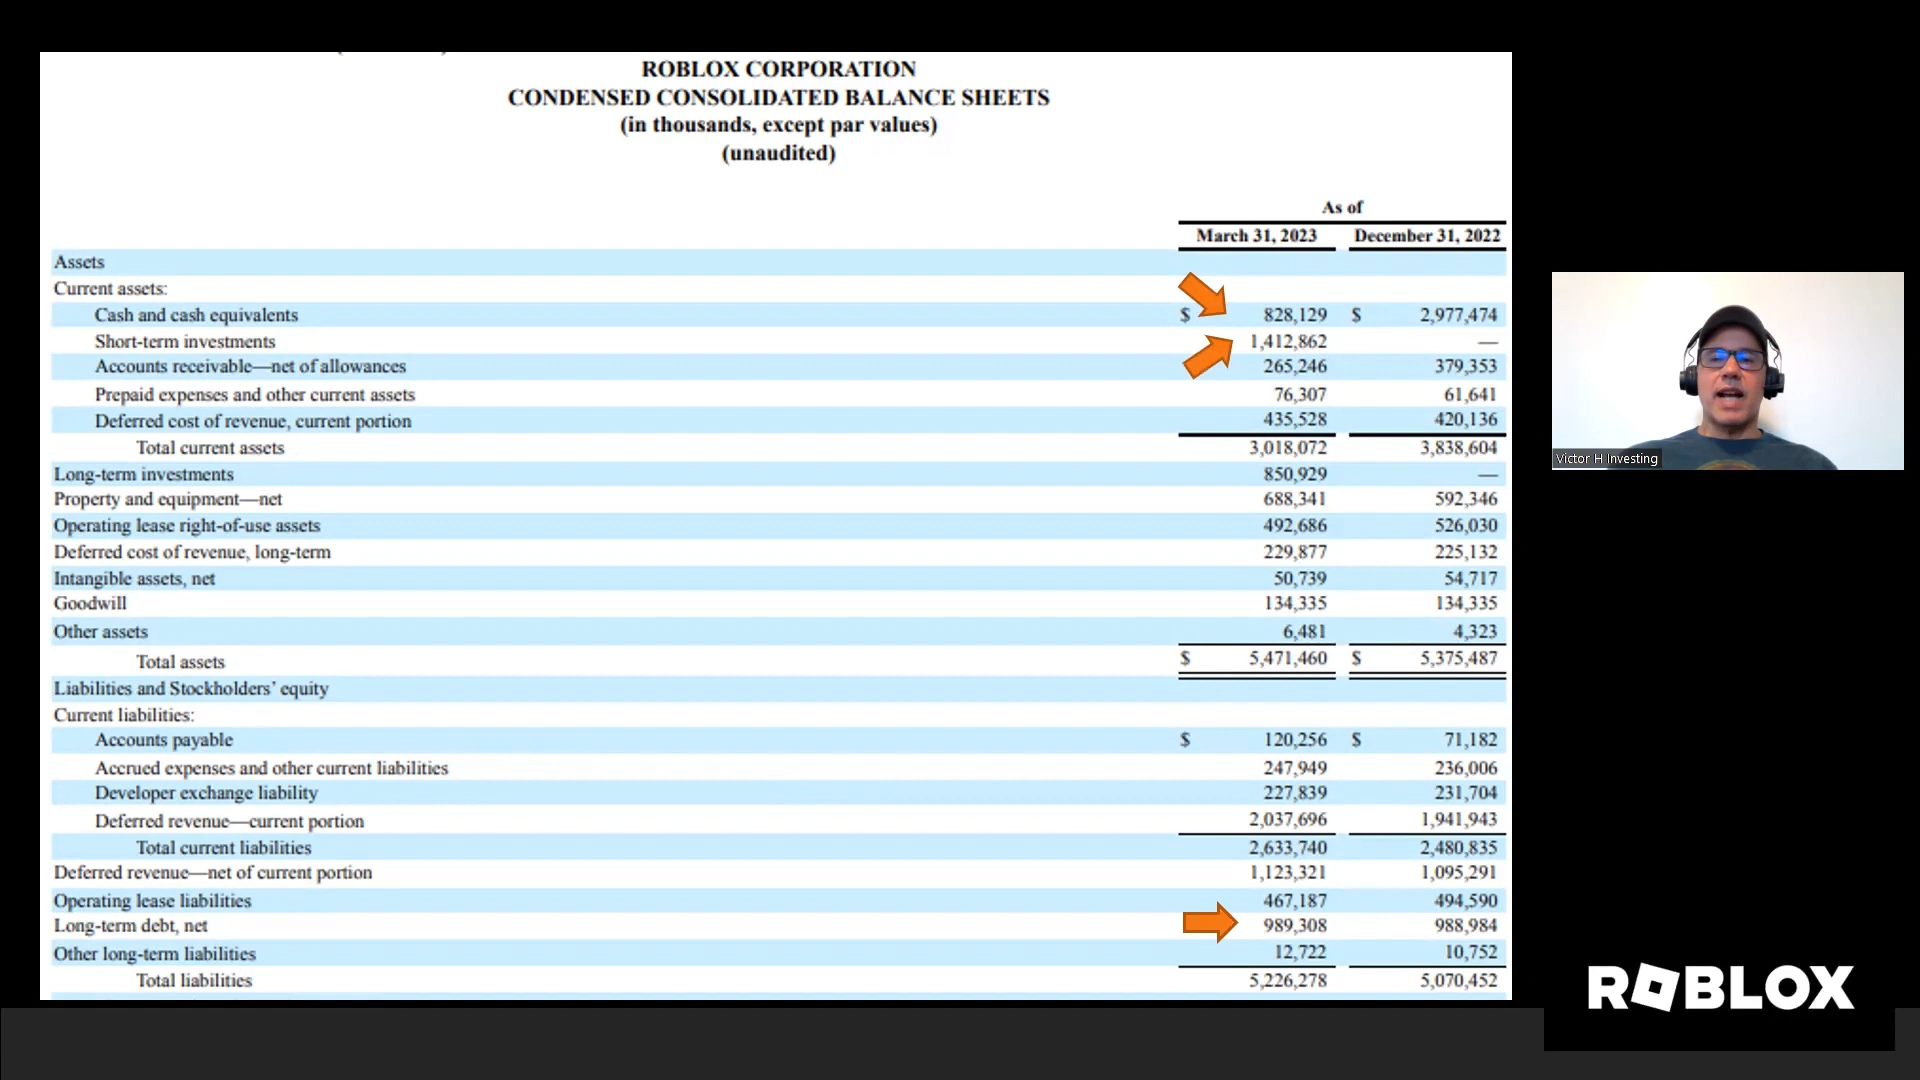 ROBLOX CORPORATION
CONDENSED CONSOLIDATED BALANCE SHEETS
(in thousands, except par values)
(unaudited)
As of
March 31, 2023 December 31, 2022
Assets
Current assets:
Cash and cash equivalents $ 828,129 $ 2,977,474
Short-term investments 1,412,862 —
Accounts receivable—net of allowances 265,246 379,353
Prepaid expenses and other current assets 76,307 61,641
Deferred cost of revenue, current portion 435,528 420,136
Total current assets 3,018,072 3,838,604
Long-term investments 850,929 —
Property and equipment—net 688,341 592,346
Operating lease right-of-use assets 492,686 526,030
Deferred cost of revenue, long-term 229,877 225,132
Intangible assets, net 50,739 54,717
Goodwill 134,335 134,335
Other assets 6,481 4,323
Total assets $ 5,471,460 $ 5,375,487
Liabilities and Stockholders’ equity
Current liabilities:
Accounts payable $ 120,256 $ 71,182
Accrued expenses and other current liabilities 247,949 236,006
Developer exchange liability 227,839 231,704
Deferred revenue—current portion 2,037,696 1,941,943
Total current liabilities 2,633,740 2,480,835
Deferred revenue—net of current portion 1,123,321 1,095,291
Operating lease liabilities 467,187 494,590
Long-term debt, net 989,308 988,984
Other long-term liabilities 12,722 10,752
Total liabilities 5,226,278 5,070,452
Victor H Investing
ROBLOX